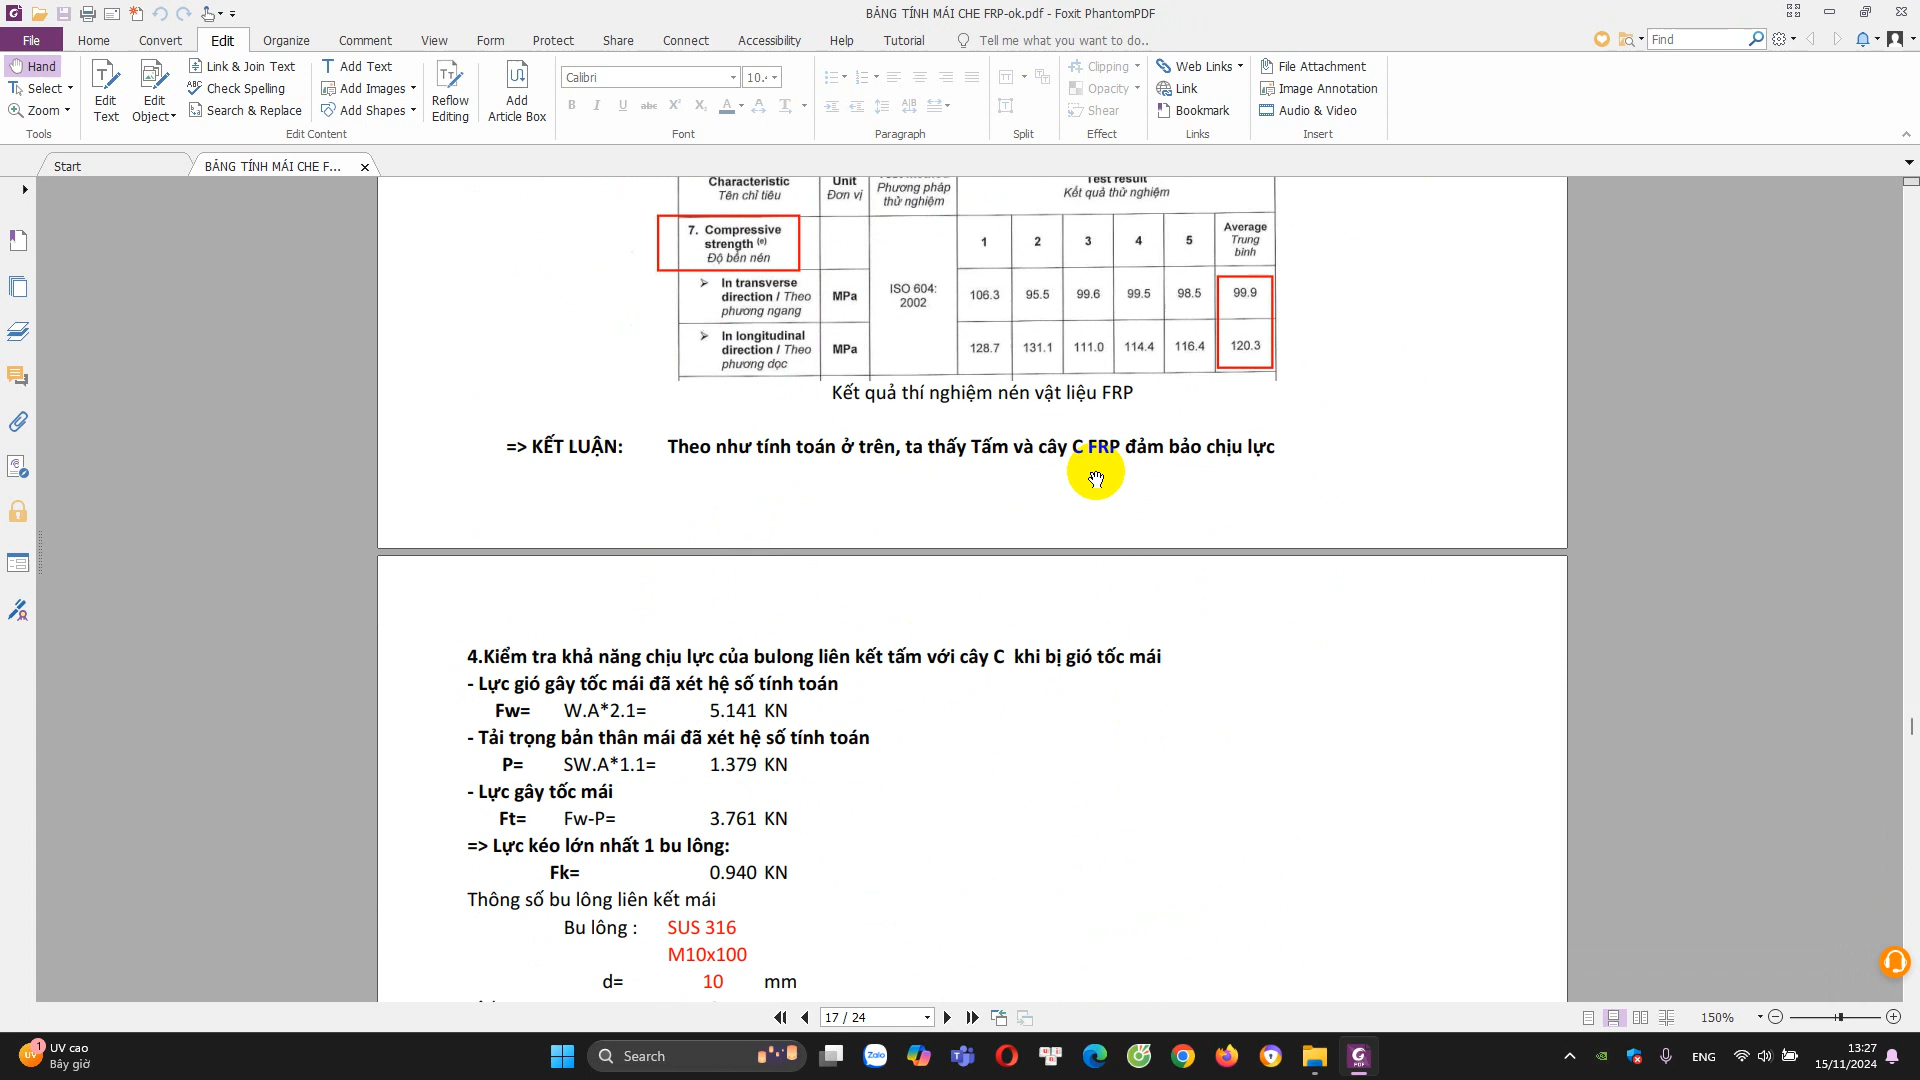 BẢNG TÍNH MÁI CHE FRP-ok.pdf - Foxit PhantomPDF
File Home Convert Edit Organize Comment View Form Protect Share Connect Accessibility Help Tutorial Tell me what you want to do.. Find
Hand
Select
Zoom
Tools
Edit Text
Edit Object
Link & Join Text
Check Spelling
Search & Replace
Add Text
Add Images
Add Shapes
Edit Content
Reflow Editing
Add Article Box
Calibri
Font
Paragraph
Split
Clipping
Opacity
Shear
Effect
Web Links
Link
Bookmark
Links
File Attachment
Image Annotation
Audio & Video
Insert
Start BẢNG TÍNH MÁI CHE F...
Characteristic Unit Test result
Tên chỉ tiêu Đơn vị Phương pháp thử nghiệm Kết quả thử nghiệm
7. Compressive strength (e) Độ bền nén
1 2 3 4 5 Average Trung bình
ISO 604: 2002
In transverse direction / Theo phương ngang MPa 106.3 95.5 99.6 99.5 98.5 99.9
In longitudinal direction / Theo phương dọc MPa 128.7 131.1 111.0 114.4 116.4 120.3
Kết quả thí nghiệm nén vật liệu FRP
=> KẾT LUẬN: Theo như tính toán ở trên, ta thấy Tấm và cây C FRP đảm bảo chịu lực
4.Kiểm tra khả năng chịu lực của bulong liên kết tấm với cây C khi bị gió tốc mái
- Lực gió gây tốc mái đã xét hệ số tính toán
Fw= W.A*2.1= 5.141 KN
- Tải trọng bản thân mái đã xét hệ số tính toán
P= SW.A*1.1= 1.379 KN
- Lực gây tốc mái
Ft= Fw-P= 3.761 KN
=> Lực kéo lớn nhất 1 bu lông:
Fk= 0.940 KN
Thông số bu lông liên kết mái
Bu lông : SUS 316
M10x100
d= 10 mm
17 / 24
150%
UV cao
Bây giờ
Search
ENG
13:27
15/11/2024